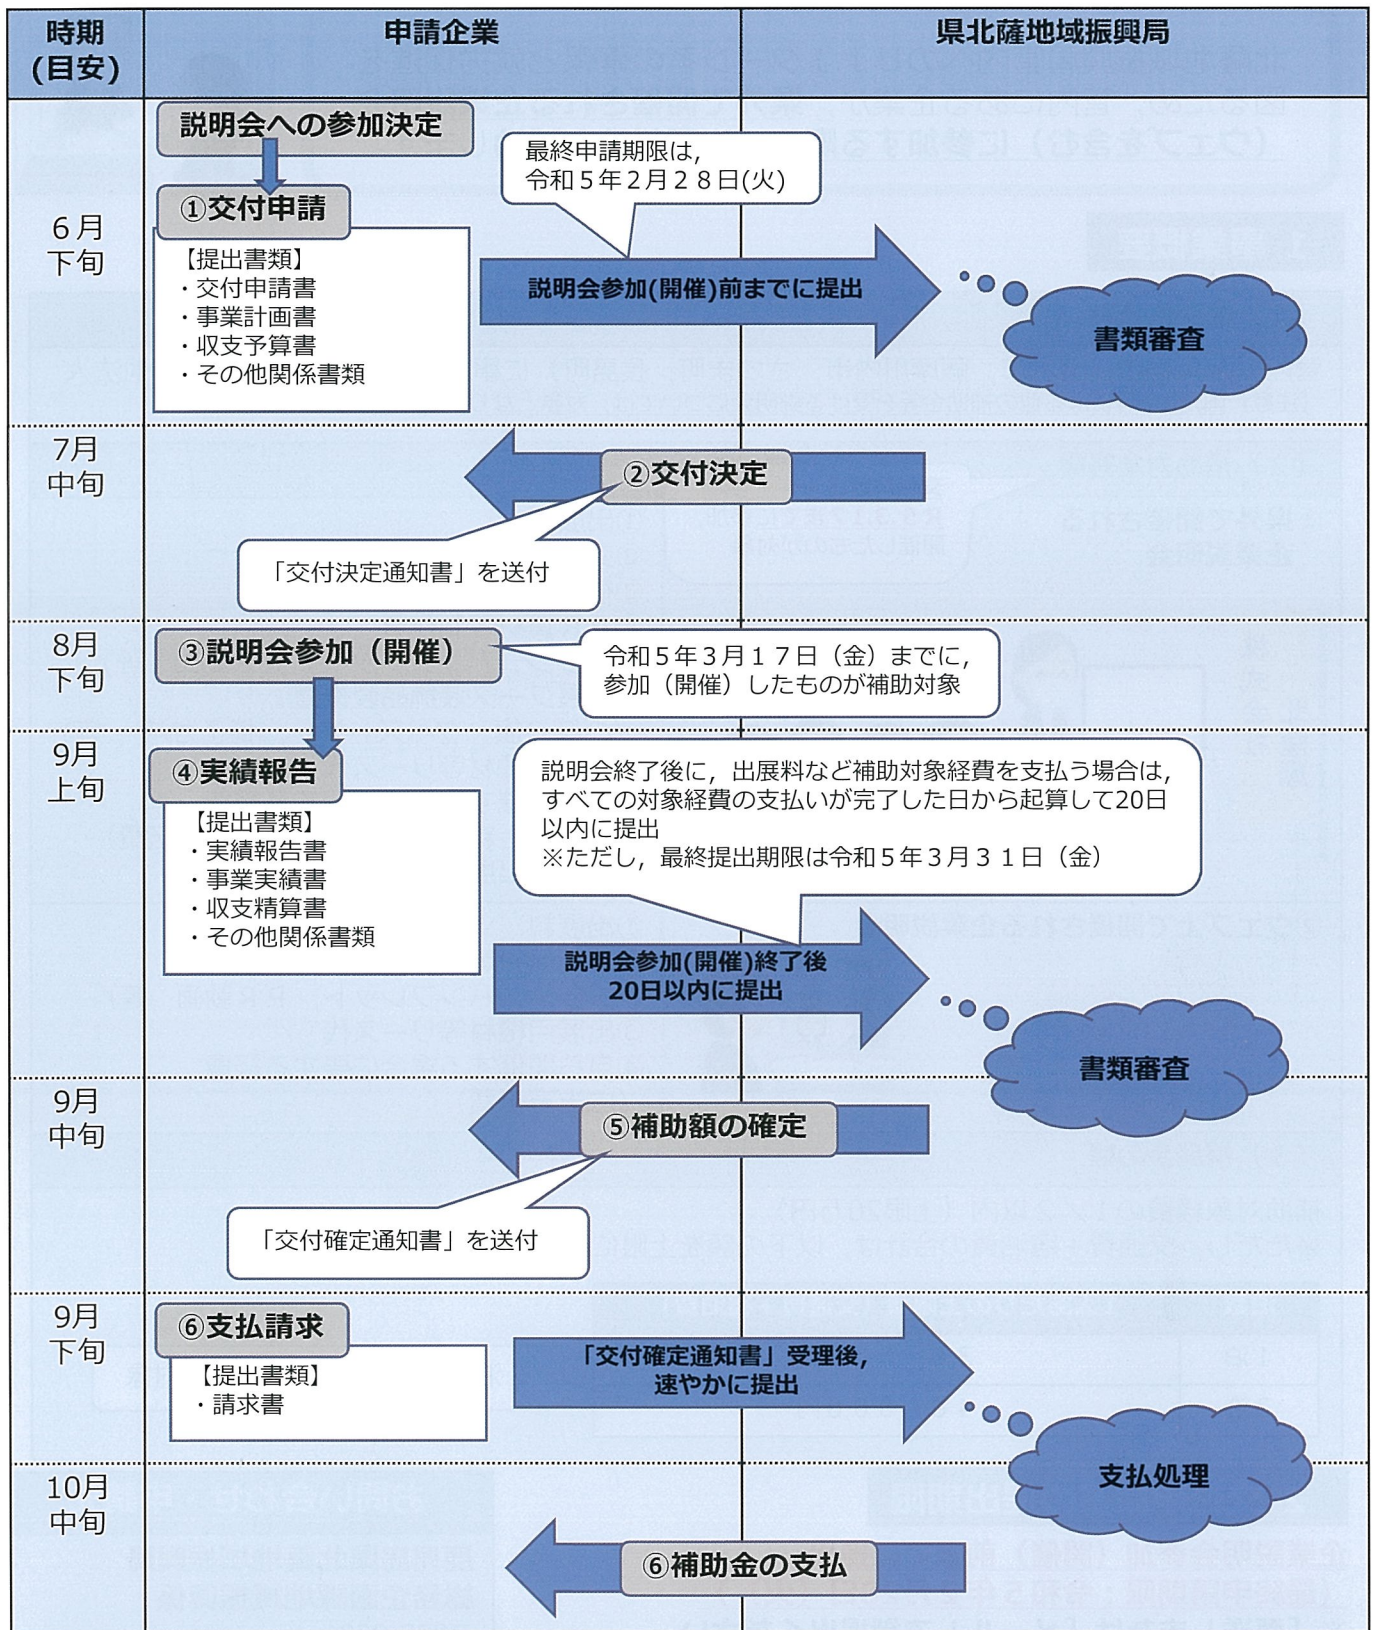 時期
(目安)
申請企業
県北薩地域振興局
6月
下旬
説明会への参加決定
①交付申請
【提出書類】
・交付申請書
・事業計画書
・収支予算書
・その他関係書類
最終申請期限は，
令和５年２月２８日(火)
説明会参加(開催)前までに提出
書類審査
7月
中旬
②交付決定
「交付決定通知書」を送付
8月
下旬
③説明会参加（開催）
令和５年３月１７日（金）までに，
参加（開催）したものが補助対象
9月
上旬
④実績報告
【提出書類】
・実績報告書
・事業実績書
・収支精算書
・その他関係書類
説明会終了後に，出展料など補助対象経費を支払う場合は，
すべての対象経費の支払いが完了した日から起算して20日
以内に提出
※ただし，最終提出期限は令和５年３月３１日（金）
説明会参加(開催)終了後
20日以内に提出
書類審査
9月
中旬
⑤補助額の確定
「交付確定通知書」を送付
9月
下旬
⑥支払請求
【提出書類】
・請求書
「交付確定通知書」受理後，
速やかに提出
支払処理
10月
中旬
⑥補助金の支払